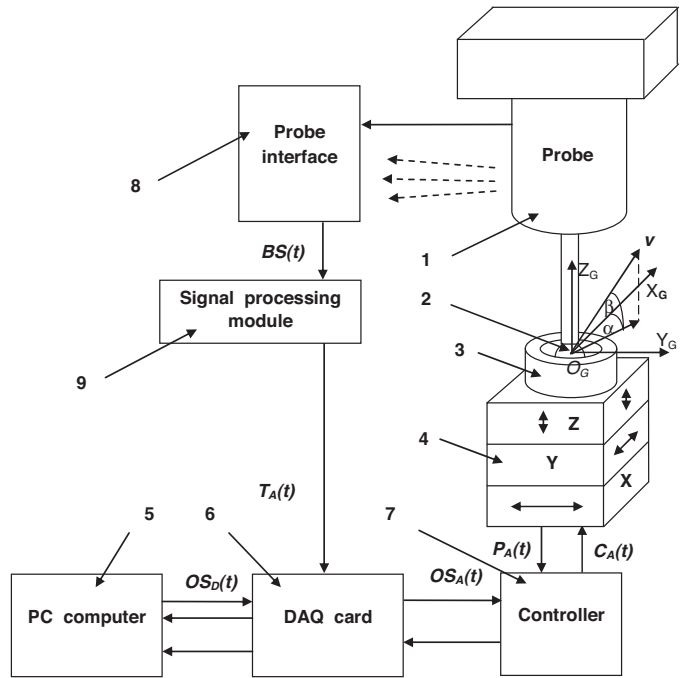 Probe
interface
Probe
8
BS(t)
1
v
Z_G
X_G
β
α
Signal processing
module
2
Y_G
3
O_G
9
Z
4
Y
X
T_A(t)
5
6
7
P_A(t)
C_A(t)
OS_D(t)
OS_A(t)
PC computer
DAQ card
Controller